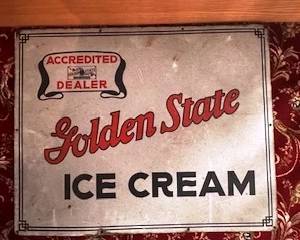 ACCREDITED
DEALER
Golden State
ICE CREAM